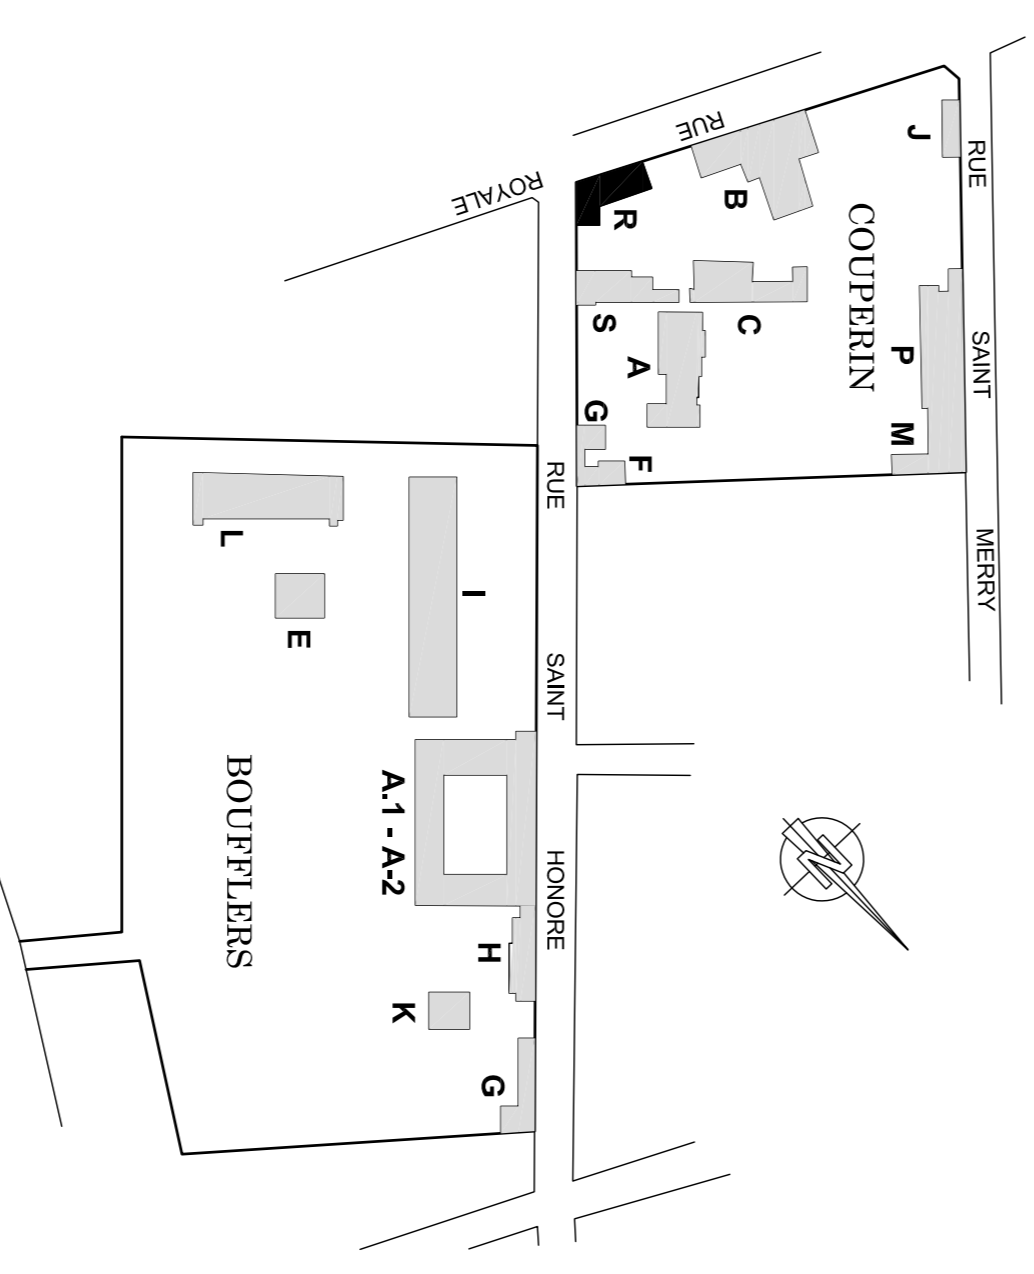 RUE
ROYALE
J
B
R
COUPERIN
RUE
SAINT
MERRY
S
C
A
P
G
M
F
RUE
SAINT
HONORE
L
I
E
BOUFFLERS
A.1 - A-2
H
K
G
N